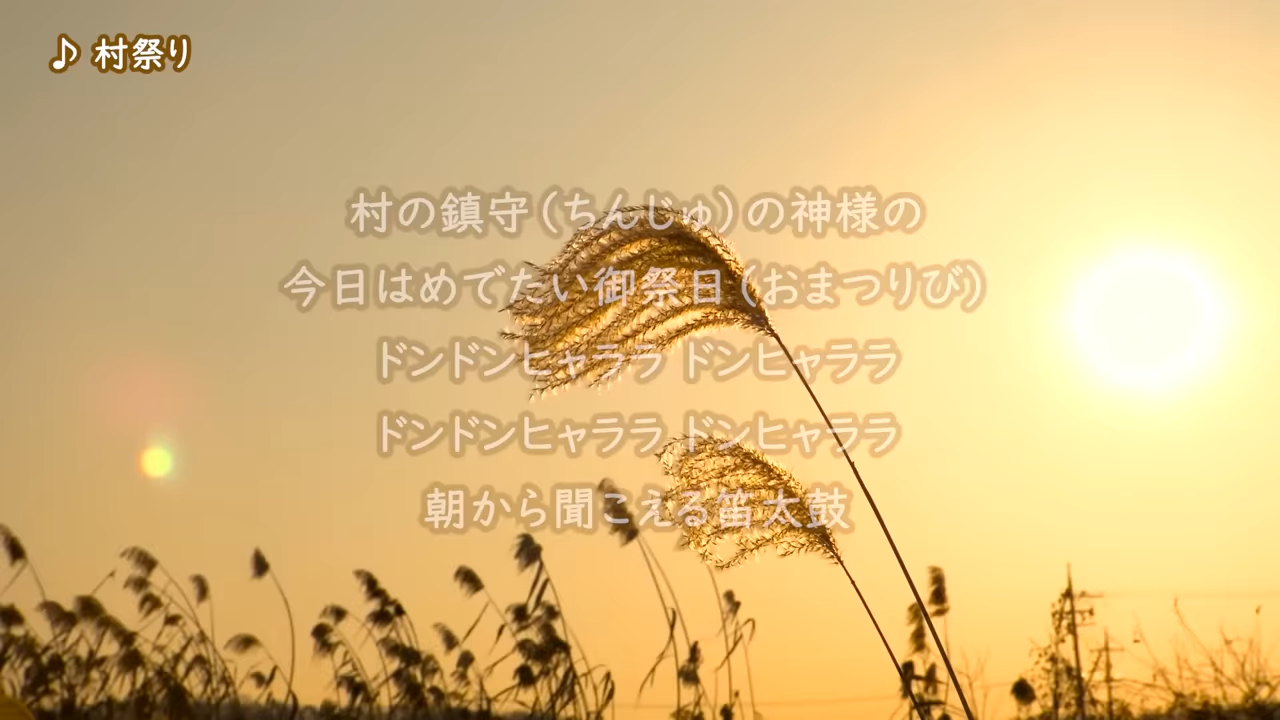 ♪ 村祭り
村の鎮守(ちんじゅ)の神様の
今日はめでたい御祭日(おまつりび)
ドンドンヒャララ ドンヒャララ
ドンドンヒャララ ドンヒャララ
朝から聞こえる笛太鼓